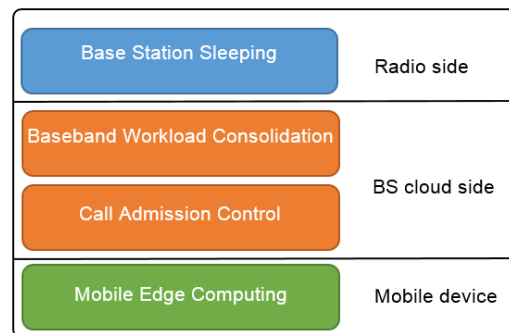 Base Station Sleeping
Radio side
Baseband Workload Consolidation
BS cloud side
Call Admission Control
Mobile Edge Computing
Mobile device